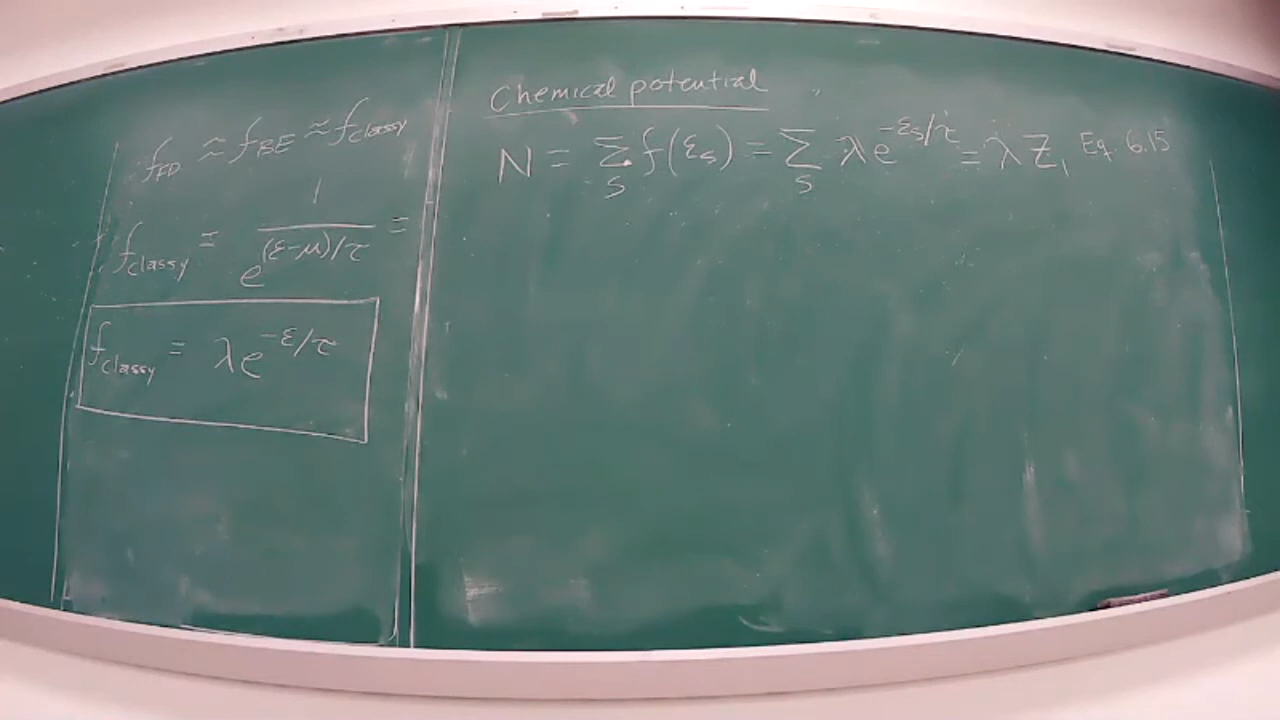 f_FD ≈ f_BE ≈ f_classy
f_classy = 1 / e^((ε-μ)/τ) =
f_classy = λe^(-ε/τ)
Chemical potential
N = Σ_s f(ε_s) = Σ_s λe^(-ε_s/τ) = λZ_1 Eq. 6.15